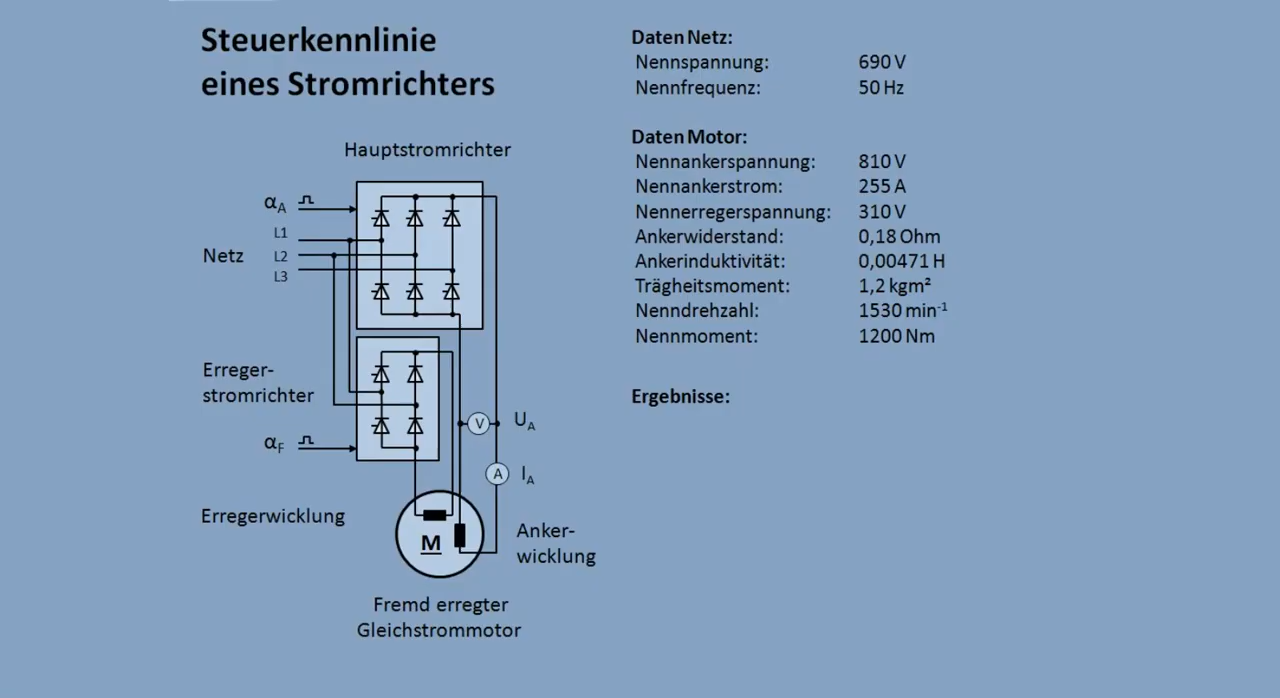 Steuerkennlinie
eines Stromrichters
Hauptstromrichter
αA
L1
Netz
L2
L3
Erreger-
stromrichter
αF
V
UA
A
IA
Erregerwicklung
M
Anker-
wicklung
Fremd erregter
Gleichstrommotor
Daten Netz:
Nennspannung: 690 V
Nennfrequenz: 50 Hz
Daten Motor:
Nennankerspannung: 810 V
Nennankerstrom: 255 A
Nennerregerspannung: 310 V
Ankerwiderstand: 0,18 Ohm
Ankerinduktivität: 0,00471 H
Trägheitsmoment: 1,2 kgm²
Nenndrehzahl: 1530 min-1
Nennmoment: 1200 Nm
Ergebnisse: